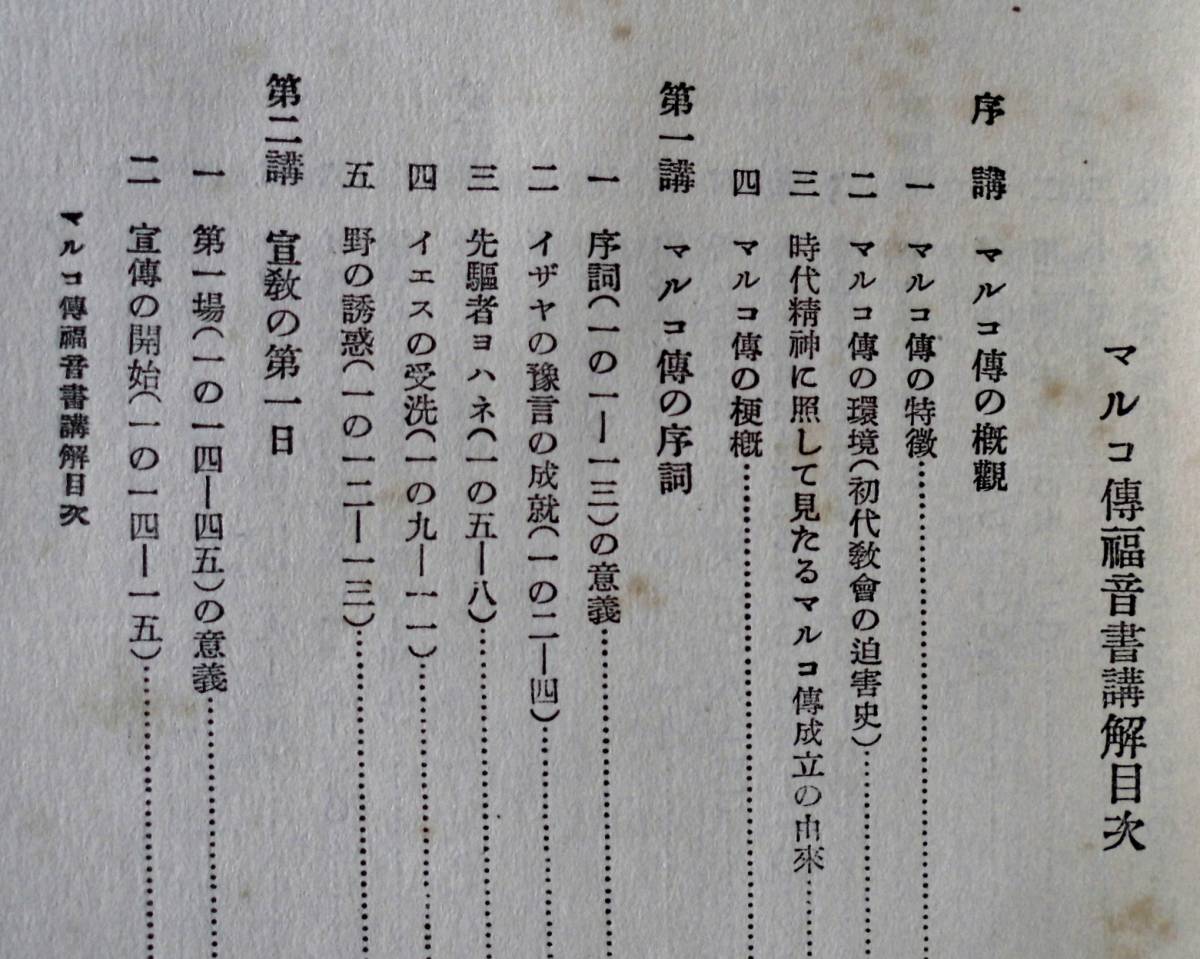 マルコ傳福音書講解目次
序講 マルコ傳の概觀
一 マルコ傳の特徴……
二 マルコ傳の環境(初代敎會の迫害史)……
三 時代精神に照して見たるマルコ傳成立の由來……
四 マルコ傳の梗概……
第一講 マルコ傳の序詞
一 序詞(一の一―一三)の意義……
二 イザヤの豫言の成就(一の二―四)……
三 先驅者ヨハネ(一の五―八)……
四 イエスの受洗(一の九―一一)……
五 野の誘惑(一の一二―一三)……
第二講 宣敎の第一日
一 第一場(一の一四―四五)の意義……
二 宣傳の開始(一の一四―一五)……
マルコ傳福音書講解目次